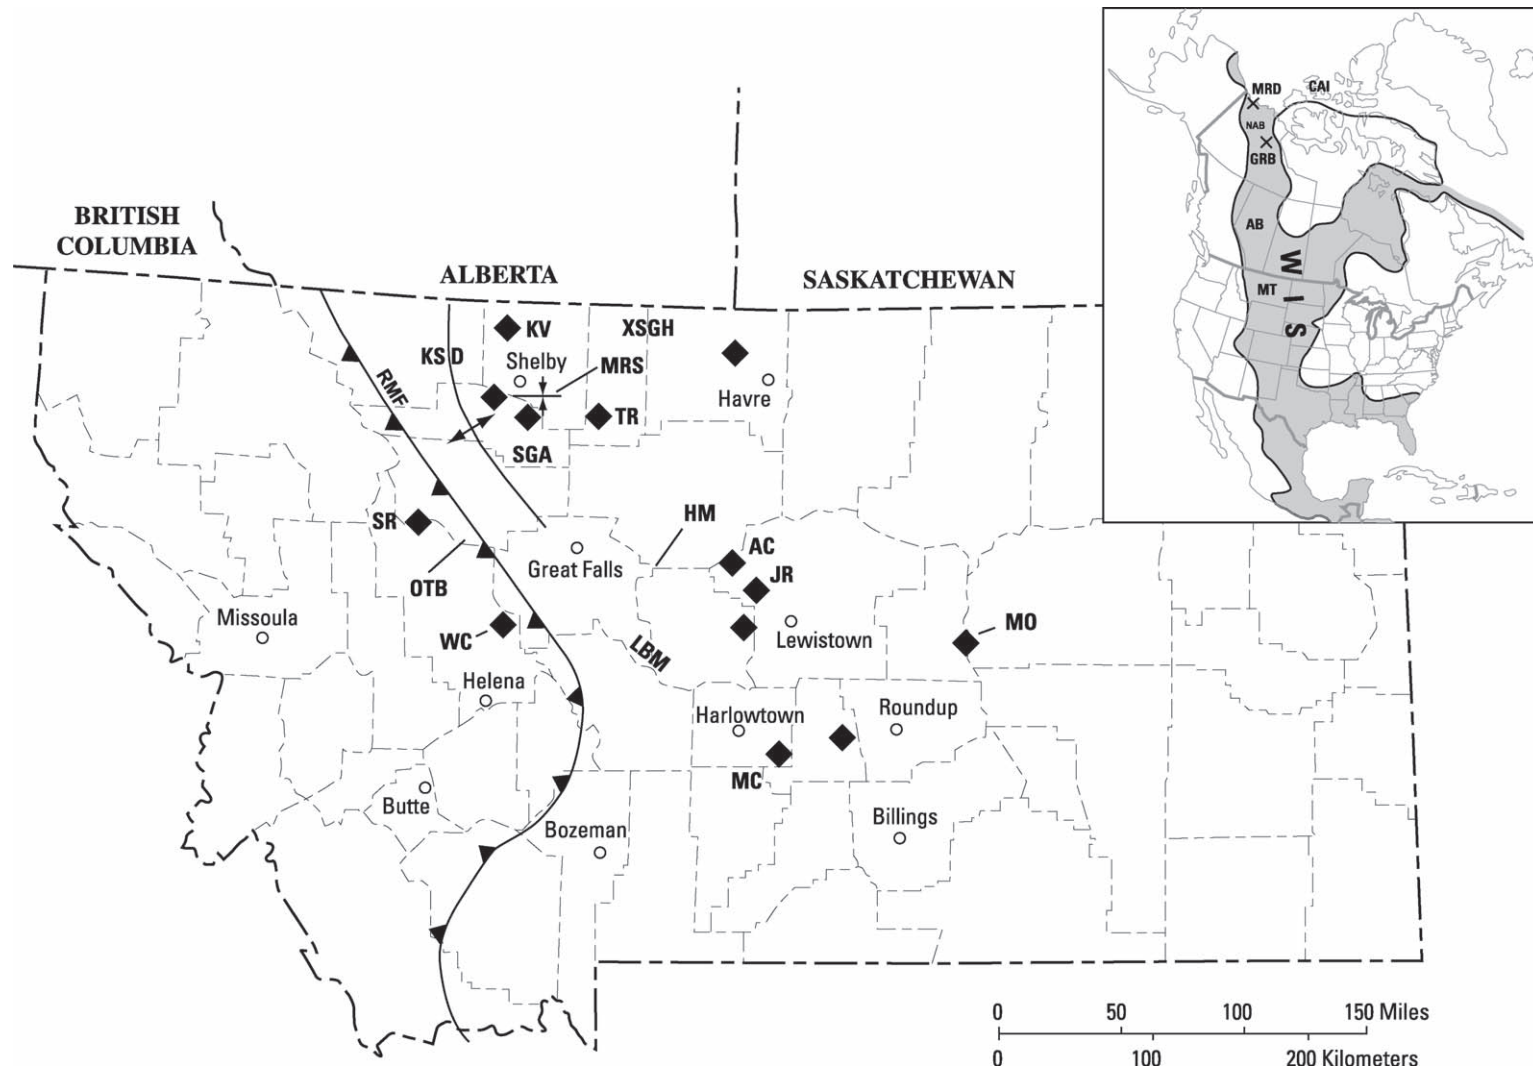 MRD
CAI
NAB
GRB
AB
MT
W
I
S
BRITISH
COLUMBIA
ALBERTA
SASKATCHEWAN
KV
XSGH
KSD
Shelby
MRS
RMF
Havre
TR
SGA
SR
HM
AC
Great Falls
JR
OTB
Missoula
MO
WC
LBM
Lewistown
Helena
Harlowtown
Roundup
MC
Butte
Billings
Bozeman
0 50 100 150 Miles
0 100 200 Kilometers